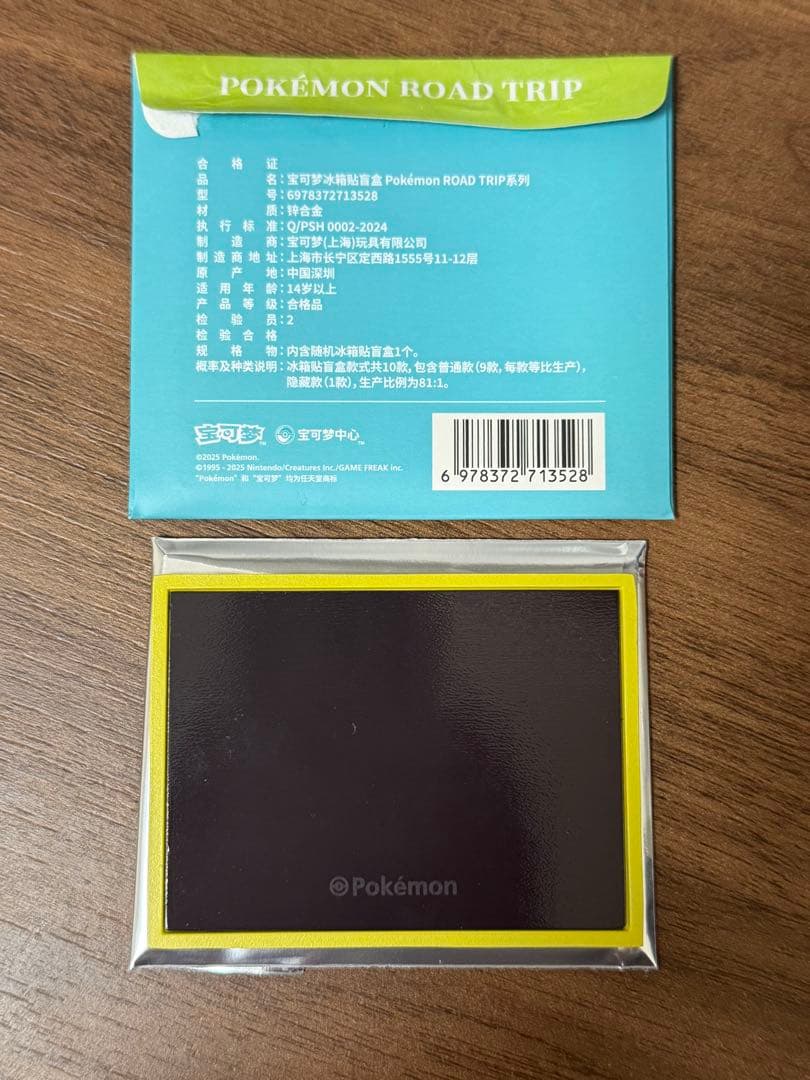 POKÉMON ROAD TRIP
合格证
品名：宝可梦冰箱贴盲盒 Pokémon ROAD TRIP系列
型号：6978372713528
材质：锌合金
执行标准：Q/PSH 0002-2024
制造商：宝可梦(上海)玩具有限公司
制造商地址：上海市长宁区定西路1555号11-12层
原产地：中国深圳
适用年龄：14岁以上
产品等级：合格品
检验员：2
检验合格
规格物：内含随机冰箱贴盲盒1个。
概率及种类说明：冰箱贴盲盒款式共10款，包含普通款（9款，每款等比生产），
隐藏款（1款），生产比例为81:1。
宝可梦™ 宝可梦中心™
©2025 Pokémon.
©1995 - 2025 Nintendo/Creatures Inc./GAME FREAK inc.
"Pokémon" 和 "宝可梦" 均为任天堂商标
6 978372 713528
©Pokémon